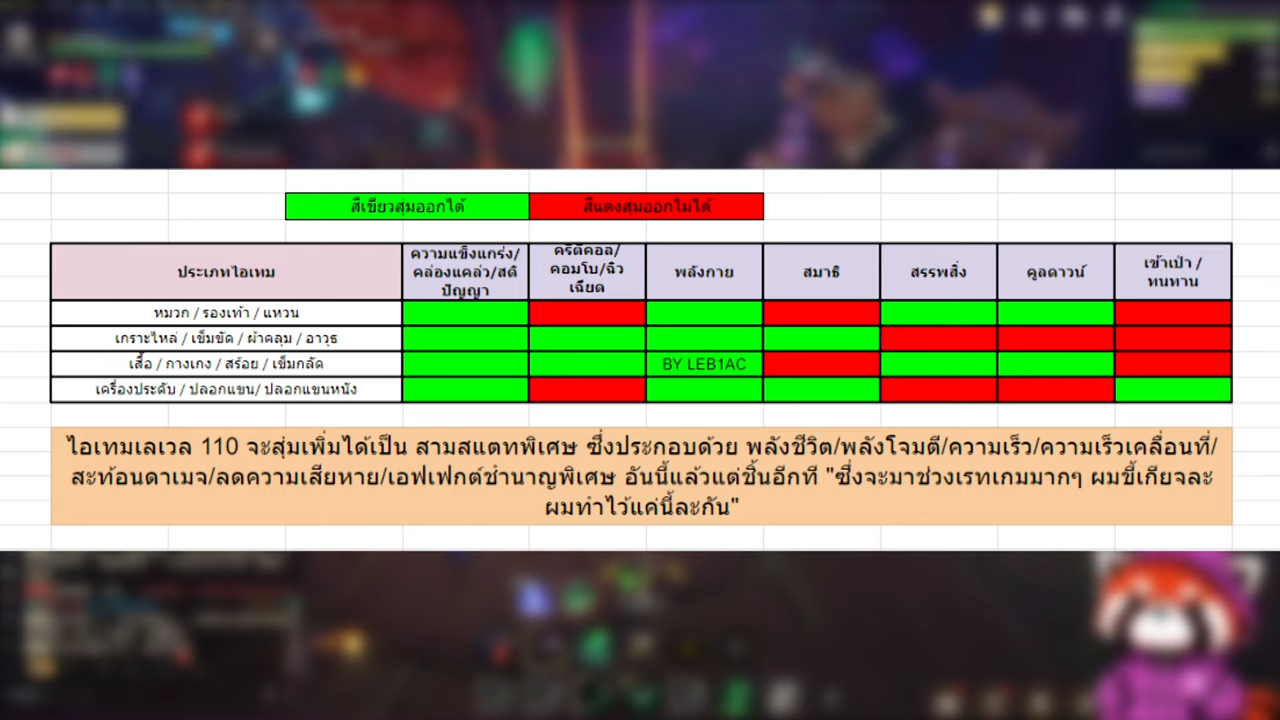 สีเขียวสุ่มออกได้ สีแดงสุ่มออกไม่ได้
ประเภทไอเทม
ความแข็งแกร่ง/
คล่องแคล่ว/สติ
ปัญญา
คริติคอล/
คอมโบ/ฉิว
เฉียด
พลังกาย
สมาธิ
สรรพสิ่ง
คูลดาวน์
เข้าเป้า /
ทนทาน
หมวก / รองเท้า / แหวน
เกราะไหล่ / เข็มขัด / ผ้าคลุม / อาวุธ
เสื้อ / กางเกง / สร้อย / เข็มกลัด
BY LEB1AC
เครื่องประดับ / ปลอกแขน/ ปลอกแขนหนัง
ไอเทมเลเวล 110 จะสุ่มเพิ่มได้เป็น สามสแตทพิเศษ ซึ่งประกอบด้วย พลังชีวิต/พลังโจมตี/ความเร็ว/ความเร็วเคลื่อนที่/
สะท้อนดาเมจ/ลดความเสียหาย/เอฟเฟกต์ชำนาญพิเศษ อันนี้แล้วแต่ชิ้นอีกที "ซึ่งจะมาช่วงเรทเกมมากๆ ผมขี้เกียจละ
ผมทำไว้แค่นี้ละกัน"